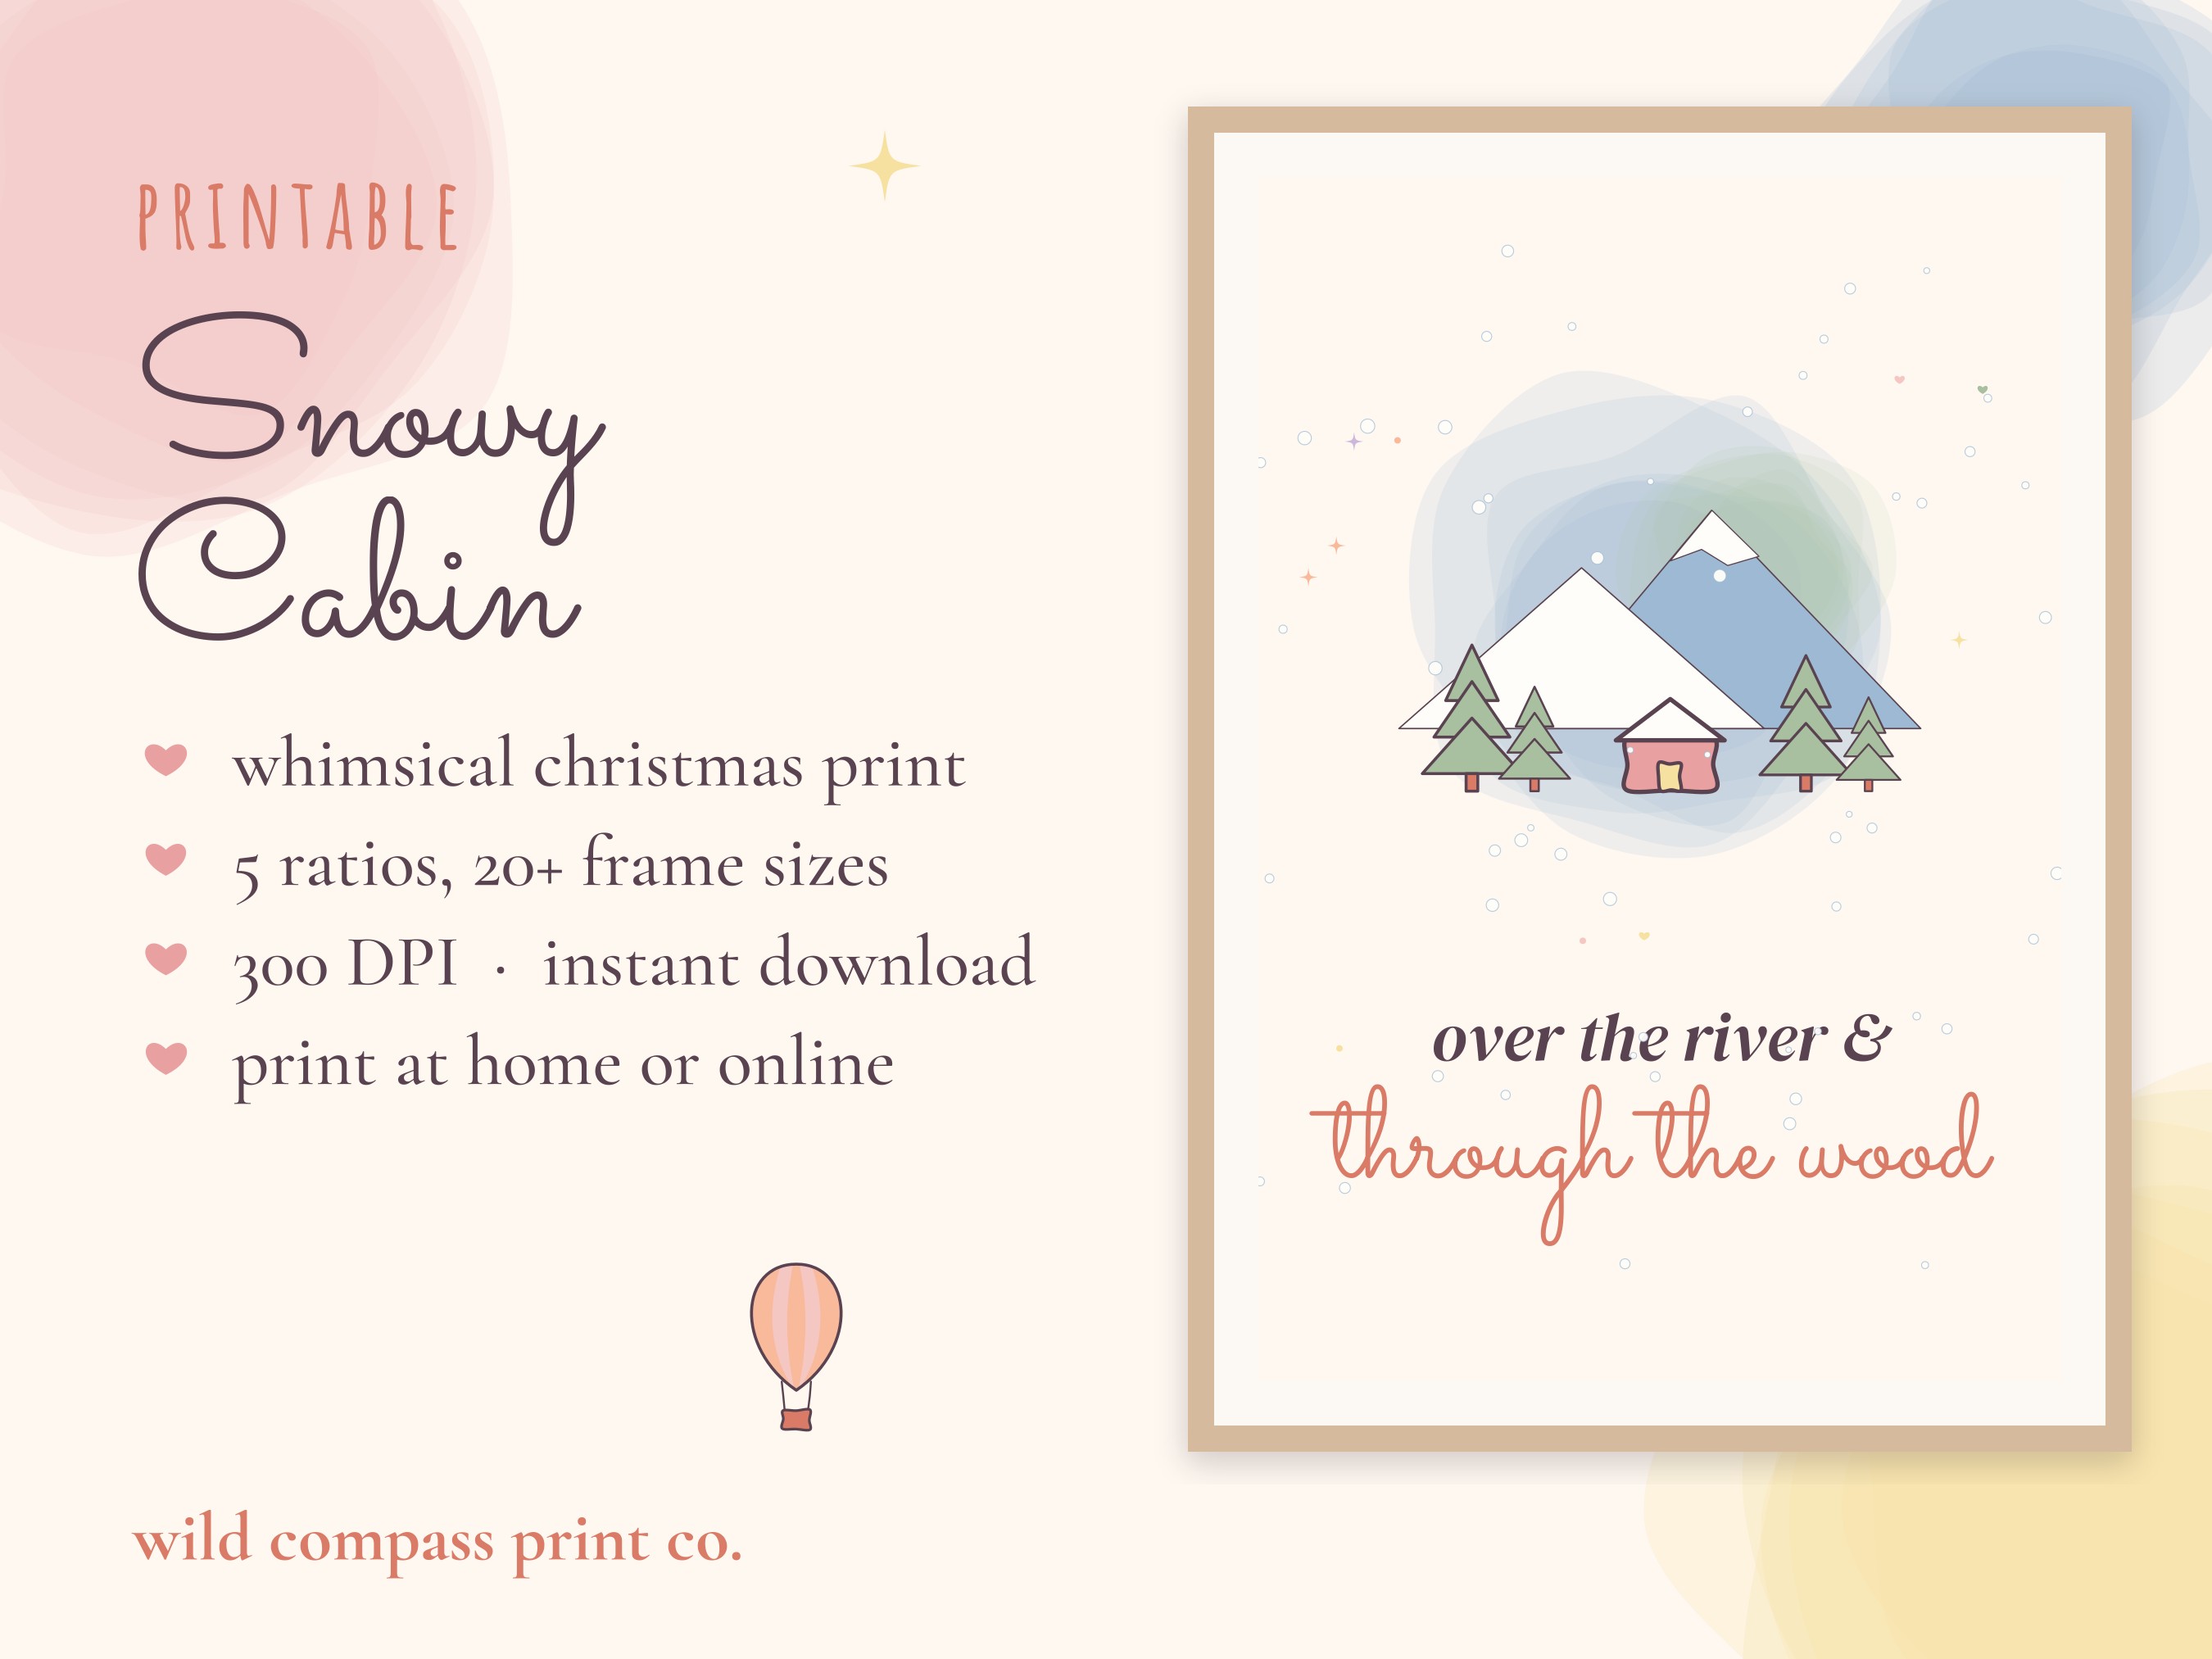 PRINTABLE
Snowy
Cabin
whimsical christmas print
5 ratios, 20+ frame sizes
300 DPI · instant download
print at home or online
wild compass print co.
over the river &
through the wood